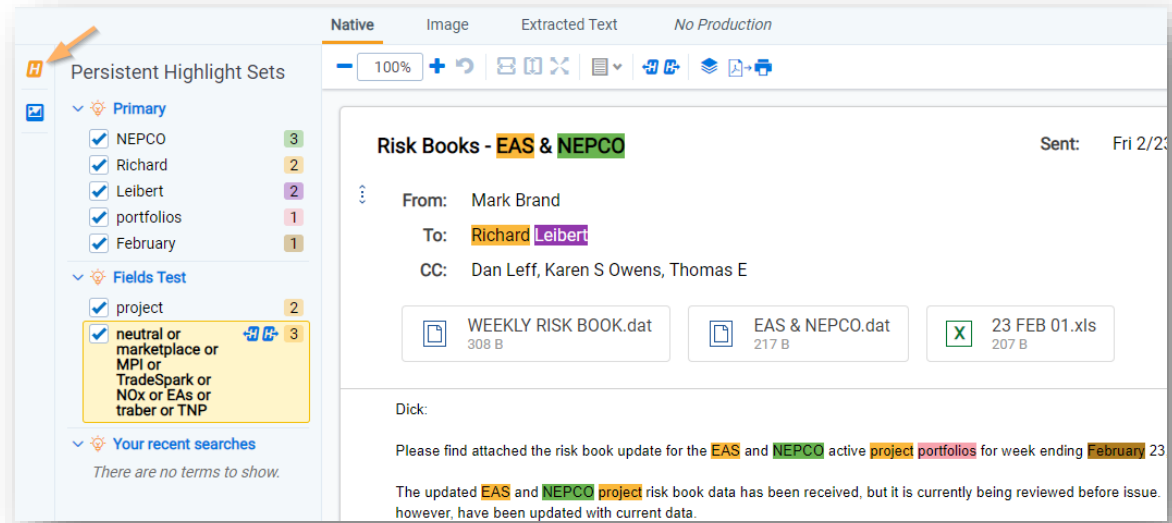 Native Image Extracted Text No Production
H
Persistent Highlight Sets
100%
Primary
NEPCO 3
Richard 2
Leibert 2
portfolios 1
February 1
Fields Test
project 2
neutral or H H 3
marketplace or
MPI or
TradeSpark or
NOx or EAs or
traber or TNP
Your recent searches
There are no terms to show.
Risk Books - EAS & NEPCO Sent: Fri 2/23
From: Mark Brand
To: Richard Leibert
CC: Dan Leff, Karen S Owens, Thomas E
WEEKLY RISK BOOK.dat
308 B
EAS & NEPCO.dat
217 B
X
23 FEB 01.xls
207 B
Dick:
Please find attached the risk book update for the EAS and NEPCO active project portfolios for week ending February 23
The updated EAS and NEPCO project risk book data has been received, but it is currently being reviewed before issue.
however, have been updated with current data.